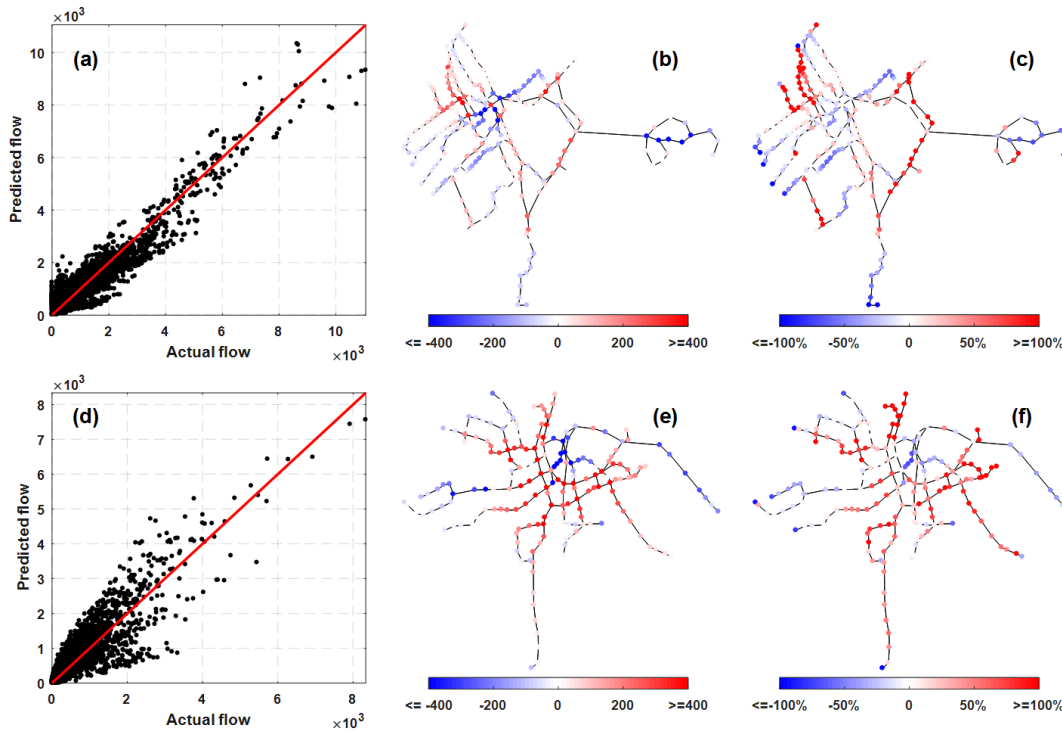 ×10³
(a)
(b)
(c)
10
8
6
4
2
0
Predicted flow
0 2 4 6 8 10
×10³
Actual flow
<= -400 -200 0 200 >=400
<=-100% -50% 0 50% >=100%
×10³
(d)
(e)
(f)
8
7
6
5
4
3
2
1
0
Predicted flow
0 2 4 6 8
×10³
Actual flow
<= -400 -200 0 200 >=400
<=-100% -50% 0 50% >=100%